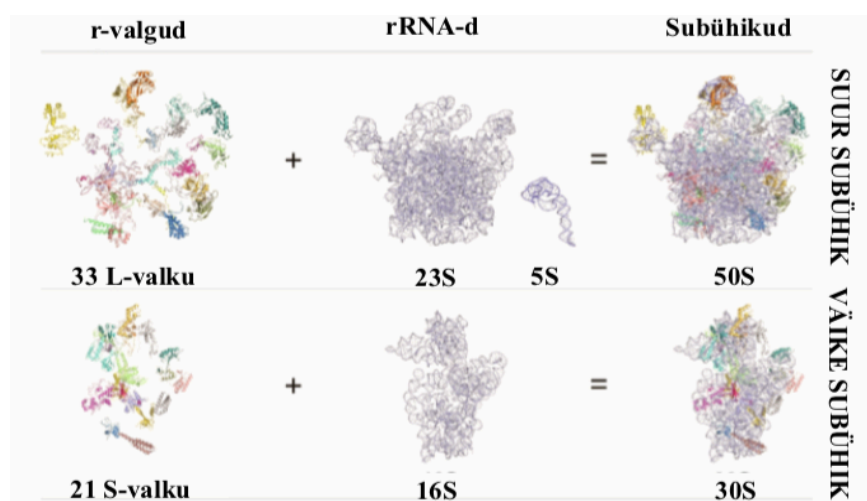 r-valgud rRNA-d Subühikud
+ =
33 L-valku 23S 5S 50S
SUUR SUBÜHIK
+ =
21 S-valku 16S 30S
VÄIKE SUBÜHIK